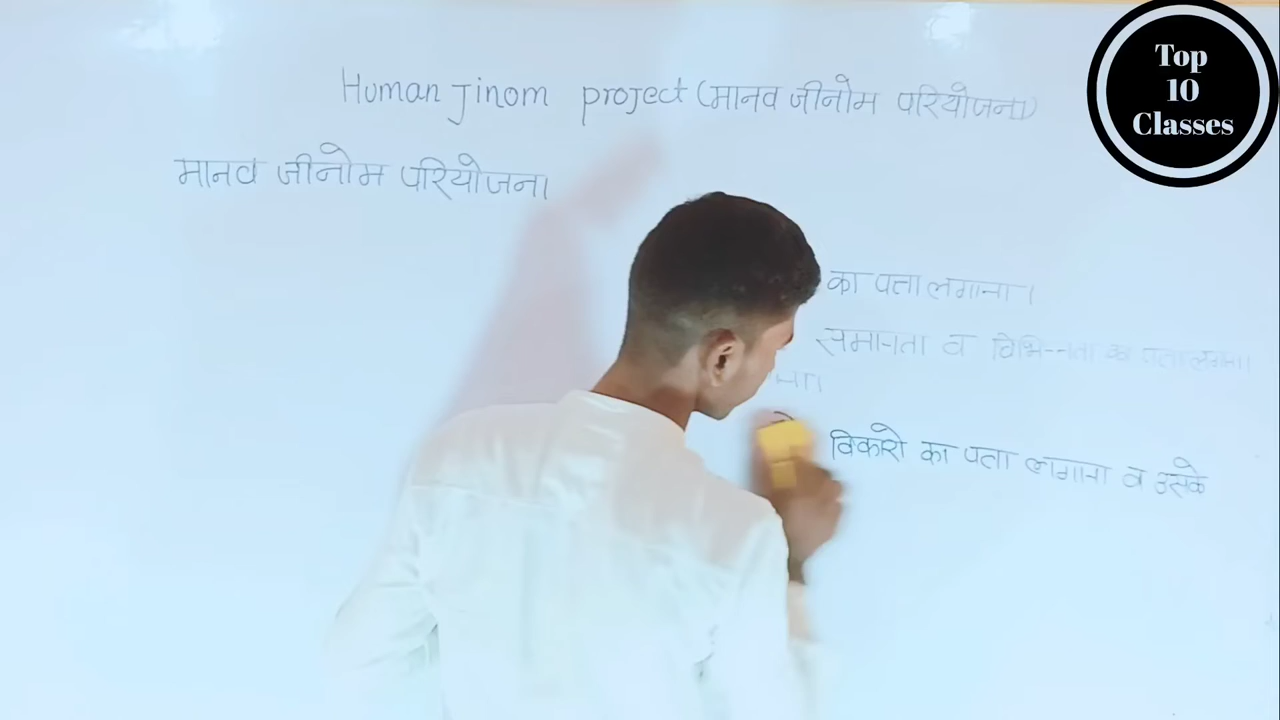 Human Jinom project (मानव जीनोम परियोजना)
मानव जीनोम परियोजना
का पता लगाना।
समानता व विभिन्नता का पता लगाना।
ना।
विकारो का पता लगाना व उसके
Top
10
Classes